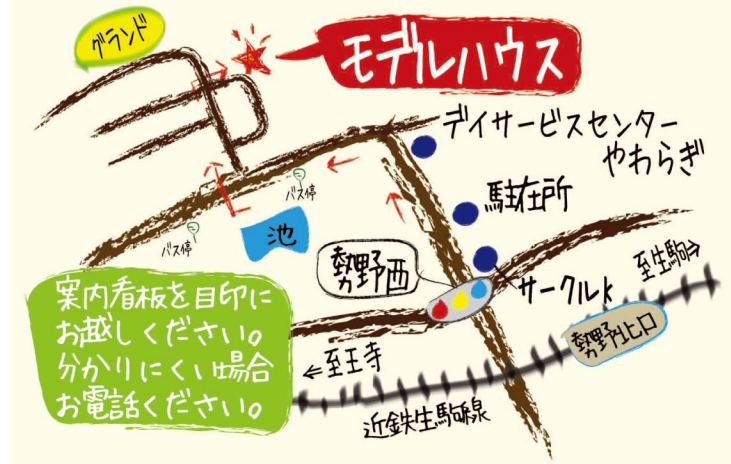 グランド
モデルハウス
デイサービスセンター
やわらぎ
駐在所
バス停
バス停
池
勢野西
サークルK
至生駒→
勢野北口
案内看板を目印に
お越しください。
分かりにくい場合
お電話ください。
←至王寺
近鉄生駒線